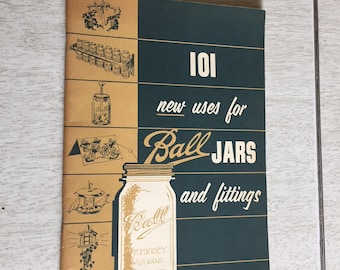 101
new uses for
Ball JARS
and fittings
Ball